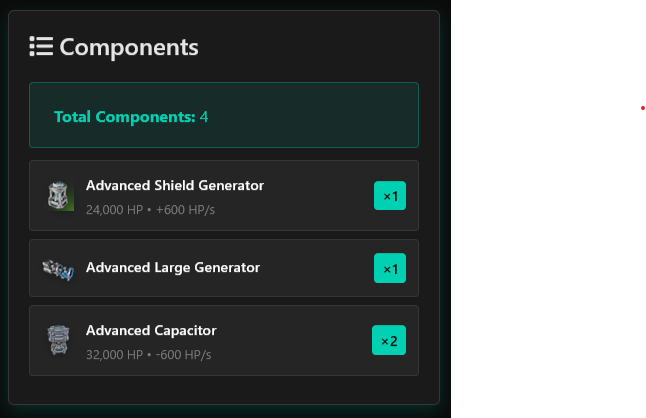 Components
Total Components: 4
Advanced Shield Generator
24,000 HP • +600 HP/s
×1
Advanced Large Generator
×1
Advanced Capacitor
32,000 HP • -600 HP/s
×2